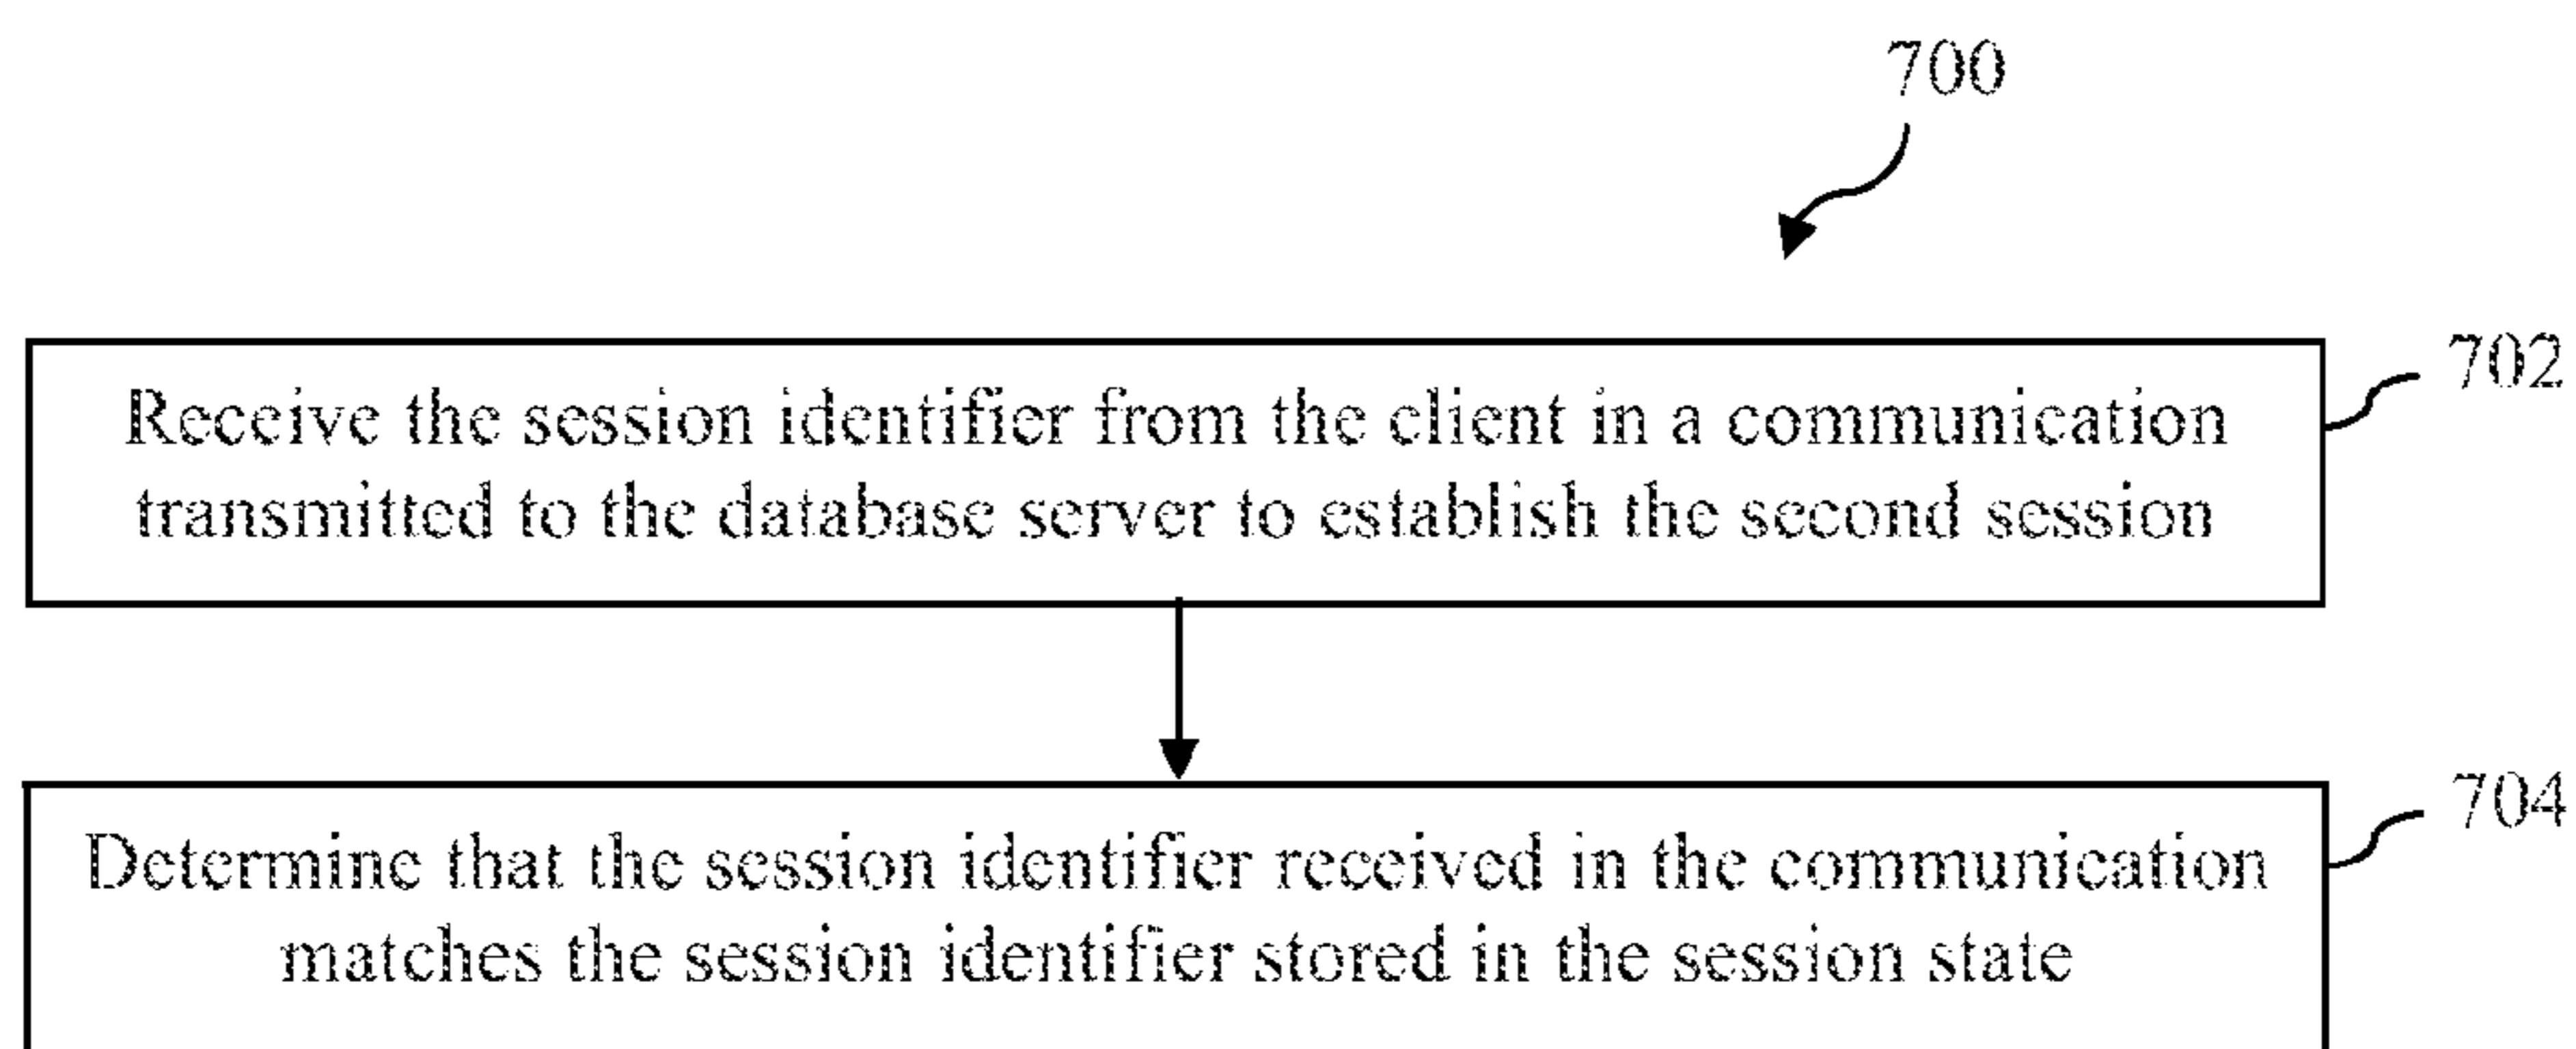 700
702
Receive the session identifier from the client in a communication
transmitted to the database server to establish the second session
704
Determine that the session identifier received in the communication
matches the session identifier stored in the session state